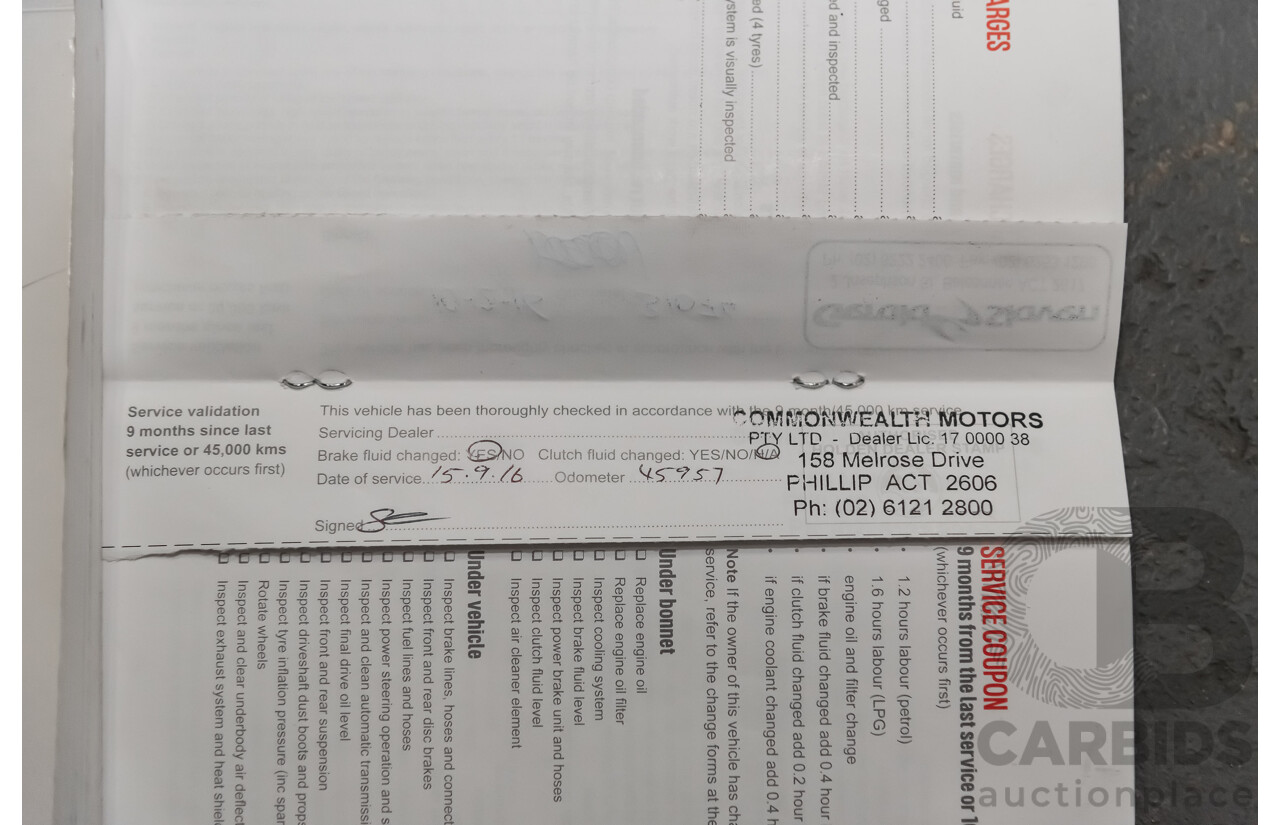 ARGES
uid
ged
ed and inspected
ed (4 tyres)
ystem is visually inspected
Service validation
9 months since last
service or 45,000 kms
(whichever occurs first)
This vehicle has been thoroughly checked in accordance with the 9 month/45,000 km service
Servicing Dealer
Brake fluid changed: YES/NO Clutch fluid changed: YES/NO/N/A
Date of service 15.9.16 Odometer 45957
Signed
COMMONWEALTH MOTORS
PTY LTD - Dealer Lic. 17 0000 38
158 Melrose Drive
PHILLIP ACT 2606
Ph: (02) 6121 2800
SERVICE COUPON
9 months from the last service or 1
(whichever occurs first)
• 1.2 hours labour (petrol)
• 1.6 hours labour (LPG)
• engine oil and filter change
• if brake fluid changed add 0.4 hour
• if clutch fluid changed add 0.2 hour
• if engine coolant changed add 0.4 h
Note If the owner of this vehicle has cha
service, refer to the change forms at the
Under bonnet
Replace engine oil
Replace engine oil filter
Inspect cooling system
Inspect brake fluid level
Inspect power brake unit and hoses
Inspect clutch fluid level
Inspect air cleaner element
Under vehicle
Inspect brake lines, hoses and connect
Inspect front and rear disc brakes
Inspect fuel lines and hoses
Inspect power steering operation and s
Inspect and clean automatic transmissi
Inspect final drive oil level
Inspect front and rear suspension
Inspect driveshaft dust boots and props
Inspect tyre inflation pressure (inc spar
Rotate wheels
Inspect and clear underbody air deflect
Inspect exhaust system and heat shiel
CARBIDS
auctionplace